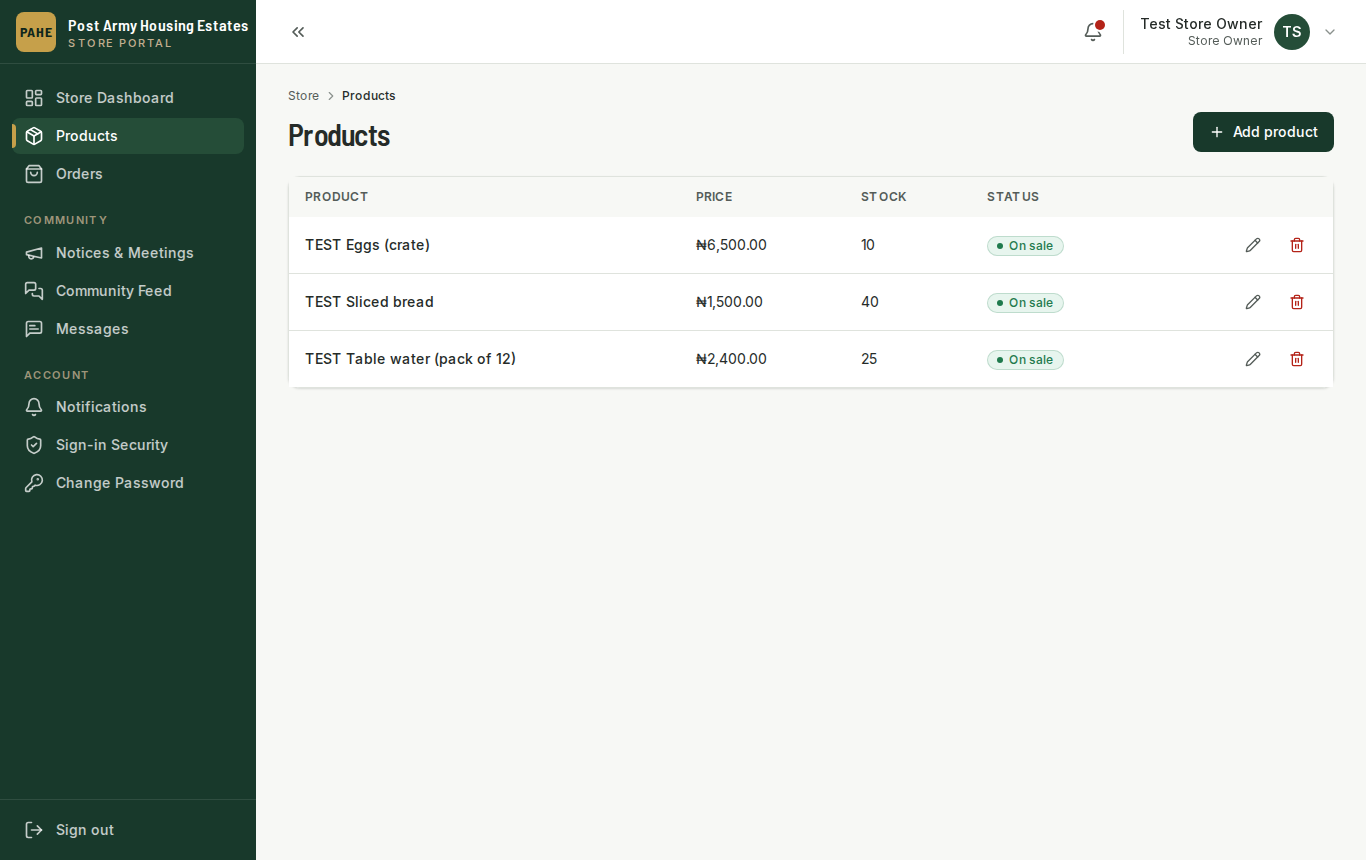 PAHE
Post Army Housing Estates
STORE PORTAL
Store Dashboard
Products
Orders
COMMUNITY
Notices & Meetings
Community Feed
Messages
ACCOUNT
Notifications
Sign-in Security
Change Password
Sign out
Test Store Owner
Store Owner
TS
Store > Products
Products
+ Add product
PRODUCT PRICE STOCK STATUS
TEST Eggs (crate) ₦6,500.00 10 On sale
TEST Sliced bread ₦1,500.00 40 On sale
TEST Table water (pack of 12) ₦2,400.00 25 On sale